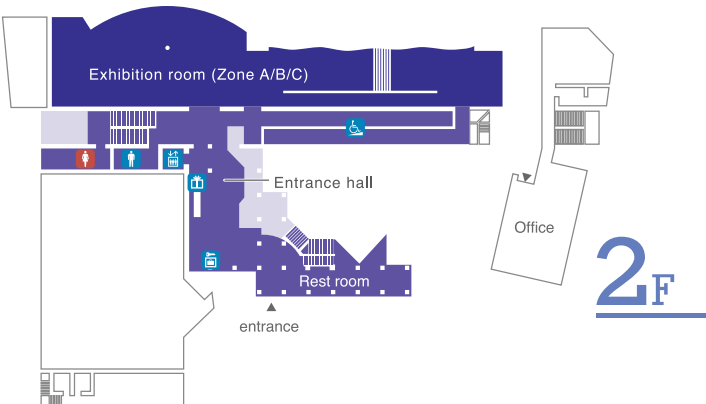 Exhibition room (Zone A/B/C)
Entrance hall
Office
2F
Rest room
entrance